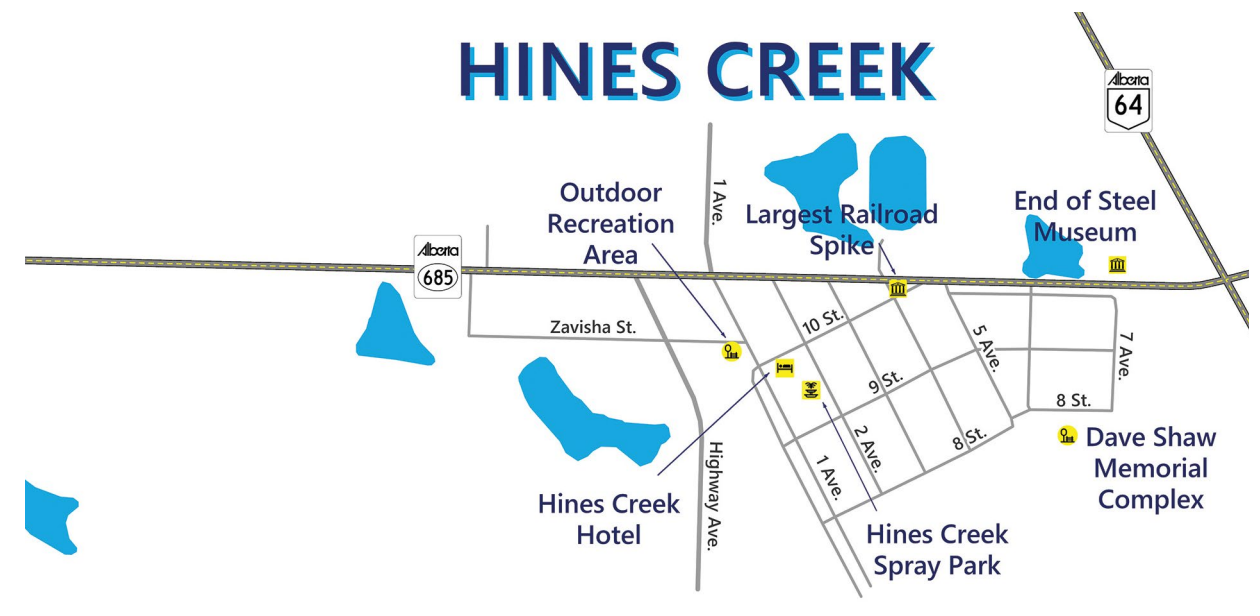 HINES CREEK
Alberta
64
Outdoor
Recreation
Area
1 Ave.
Largest Railroad
Spike
End of Steel
Museum
Alberta
685
Zavisha St.
10 St.
5 Ave.
7 Ave.
9 St.
8 St.
8 St.
2 Ave.
1 Ave.
Highway Ave.
Dave Shaw
Memorial
Complex
Hines Creek
Hotel
Hines Creek
Spray Park